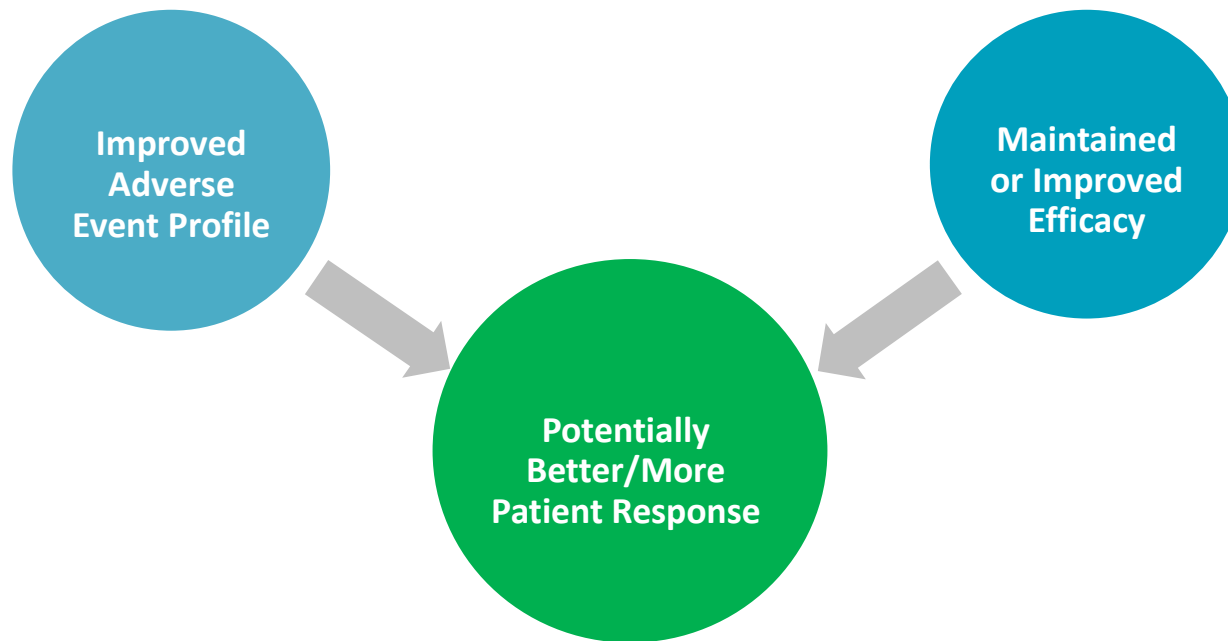 Improved
Adverse
Event Profile
Maintained
or Improved
Efficacy
Potentially
Better/More
Patient Response